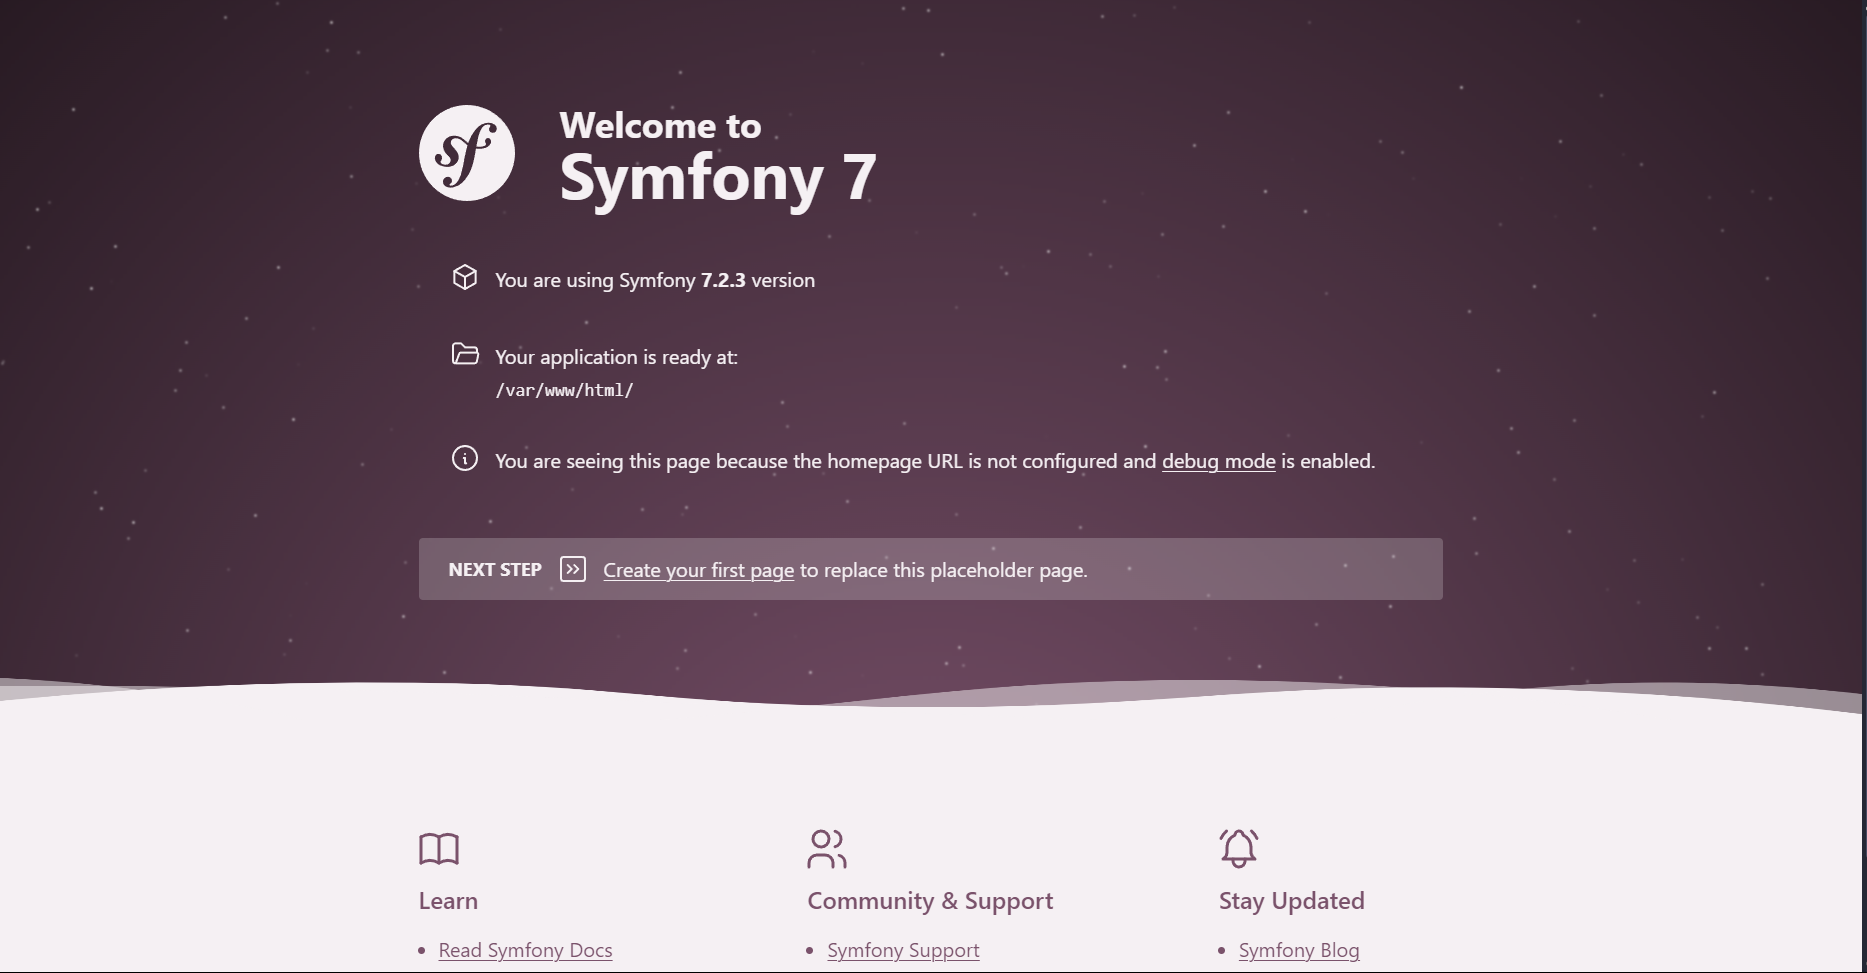 sf
Welcome to
Symfony 7
You are using Symfony 7.2.3 version
Your application is ready at:
/var/www/html/
You are seeing this page because the homepage URL is not configured and debug mode is enabled.
NEXT STEP Create your first page to replace this placeholder page.
Learn
Read Symfony Docs
Community & Support
Symfony Support
Stay Updated
Symfony Blog